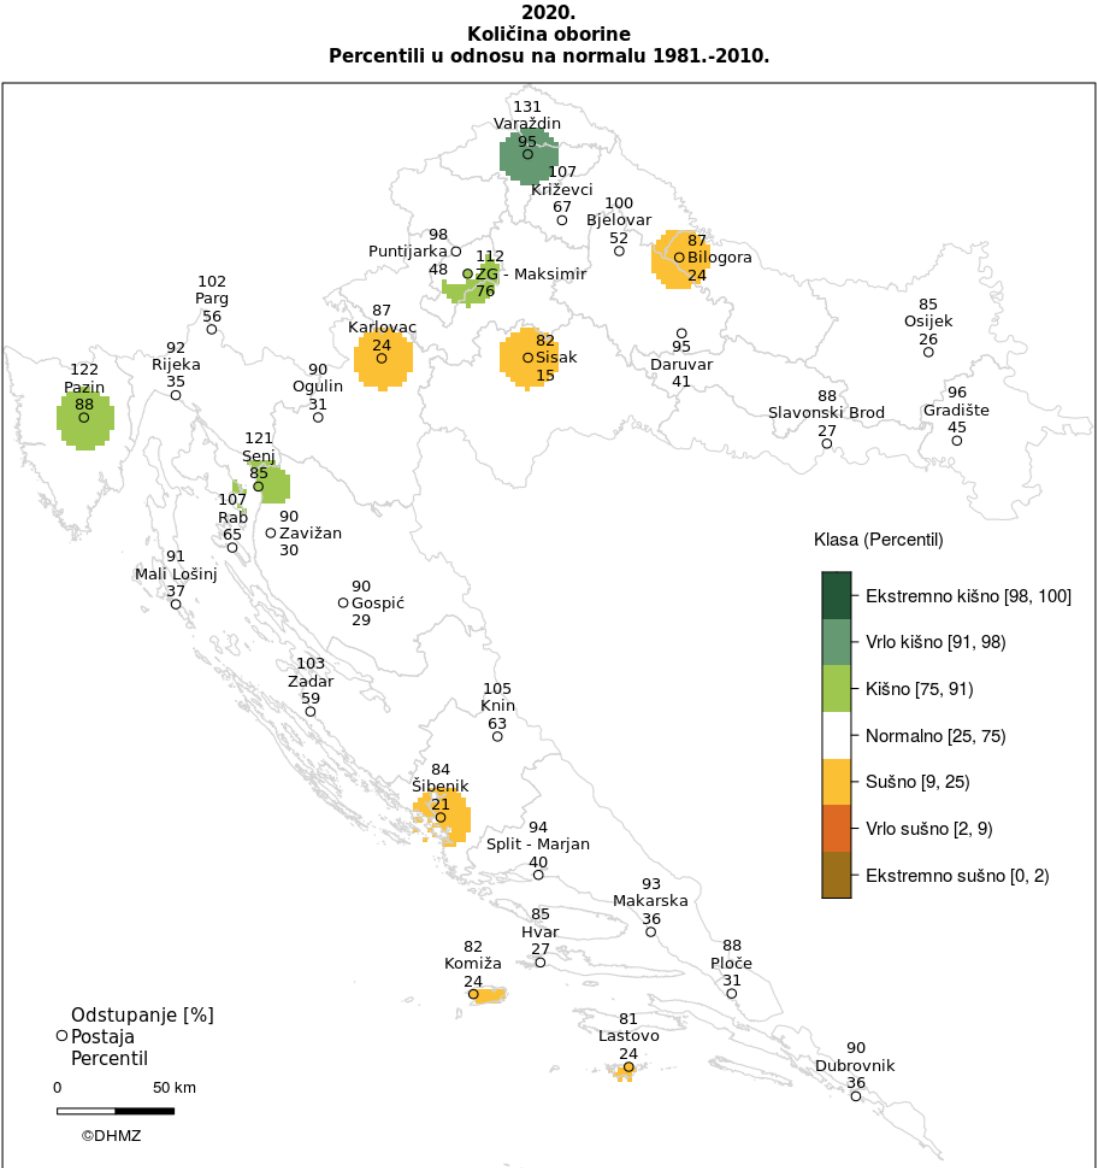 2020.
Količina oborine
Percentili u odnosu na normalu 1981.-2010.
131
Varaždin
95
107
Križevci
67
100
Bjelovar
52
98
Puntijarka
48
112
ZG - Maksimir
76
87
Bilogora
24
102
Parg
56
87
Karlovac
24
82
Sisak
15
95
Daruvar
41
85
Osijek
26
92
Rijeka
35
122
Pazin
88
90
Ogulin
31
88
Slavonski Brod
27
96
Gradište
45
121
Senj
85
107
Rab
65
90
Zavižan
30
91
Mali Lošinj
37
90
Gospić
29
103
Zadar
59
105
Knin
63
84
Šibenik
21
94
Split - Marjan
40
93
Makarska
36
85
Hvar
27
82
Komiža
24
88
Ploče
31
81
Lastovo
24
90
Dubrovnik
36
Klasa (Percentil)
Ekstremno kišno [98, 100]
Vrlo kišno [91, 98)
Kišno [75, 91)
Normalno [25, 75)
Sušno [9, 25)
Vrlo sušno [2, 9)
Ekstremno sušno [0, 2)
Odstupanje [%]
Postaja
Percentil
0 50 km
©DHMZ